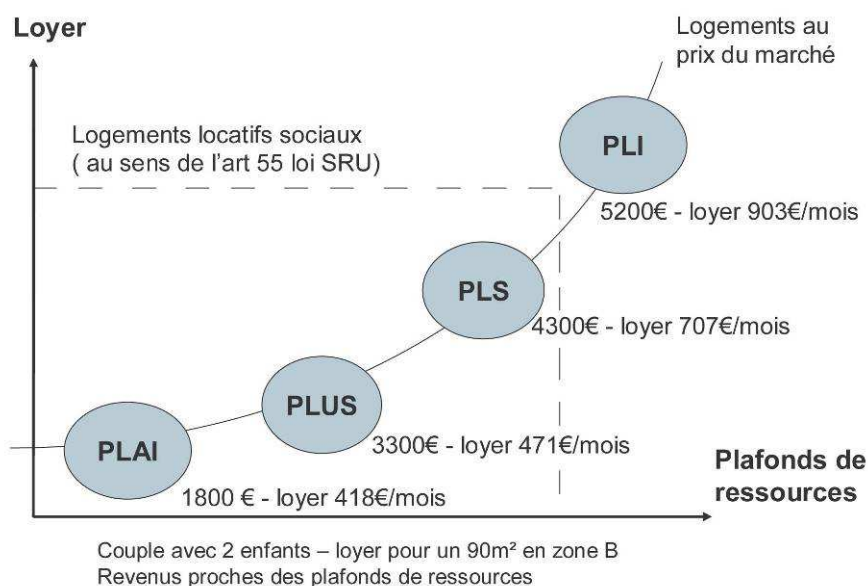 Loyer
Logements au
prix du marché
Logements locatifs sociaux
( au sens de l'art 55 loi SRU)
PLI
5200€ - loyer 903€/mois
PLS
4300€ - loyer 707€/mois
PLUS
3300€ - loyer 471€/mois
PLAI
1800 € - loyer 418€/mois
Plafonds de
ressources
Couple avec 2 enfants – loyer pour un 90m² en zone B
Revenus proches des plafonds de ressources